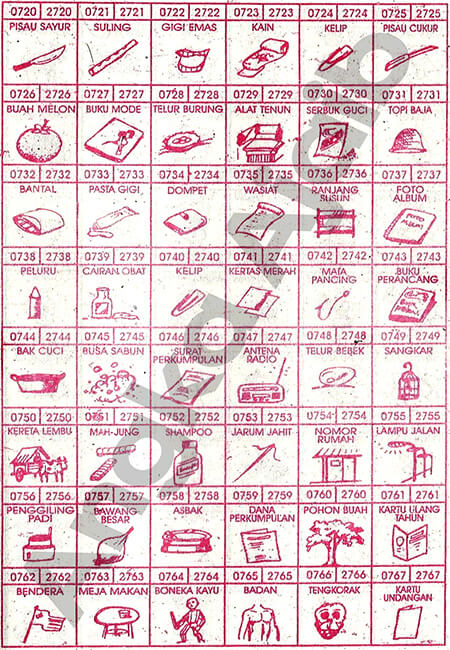 0720 2720 0721 2721 0722 2722 0723 2723 0724 2724 0725 2725
PISAU SAYUR SULING GIGI EMAS KAIN KELIP PISAU CUKUR
0726 2726 0727 2727 0728 2728 0729 2729 0730 2730 0731 2731
BUAH MELON BUKU MODE TELUR BURUNG ALAT TENUN SERBUK GUCI TOPI BAJA
0732 2732 0733 2733 0734 2734 0735 2735 0736 2736 0737 2737
BANTAL PASTA GIGI DOMPET WASIAT RANJANG SUSUN FOTO ALBUM
FOTO ALBUM
0738 2738 0739 2739 0740 2740 0741 2741 0742 2742 0743 2743
PELURU CAIRAN OBAT KELIP KERTAS MERAH MATA PANCING BUKU PERANCANG
0744 2744 0745 2745 0746 2746 0747 2747 0748 2748 0749 2749
BAK CUCI BUSA SABUN SURAT PERKUMPULAN ANTENA RADIO TELUR BEBEK SANGKAR
0750 2750 0751 2751 0752 2752 0753 2753 0754 2754 0755 2755
KERETA LEMBU MAH-JUNG SHAMPOO JARUM JAHIT NOMOR RUMAH LAMPU JALAN
0756 2756 0757 2757 0758 2758 0759 2759 0760 2760 0761 2761
PENGGILING PADI BAWANG BESAR ASBAK DANA PERKUMPULAN POHON BUAH KARTU ULANG TAHUN
0762 2762 0763 2763 0764 2764 0765 2765 0766 2766 0767 2767
BENDERA MEJA MAKAN BONEKA KAYU BADAN TENGKORAK KARTU UNDANGAN